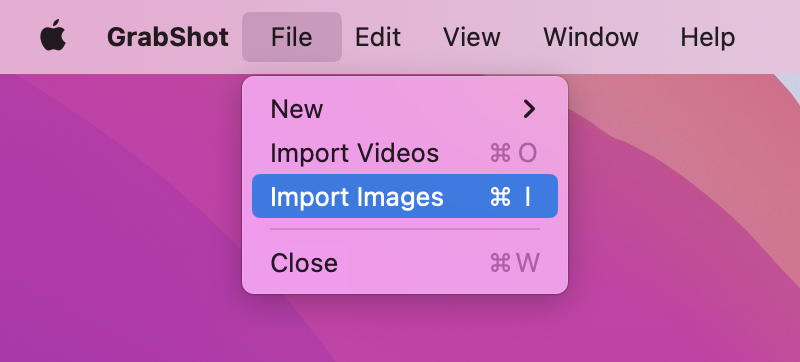 GrabShot File Edit View Window Help
New
Import Videos ⌘ O
Import Images ⌘ I
Close ⌘ W